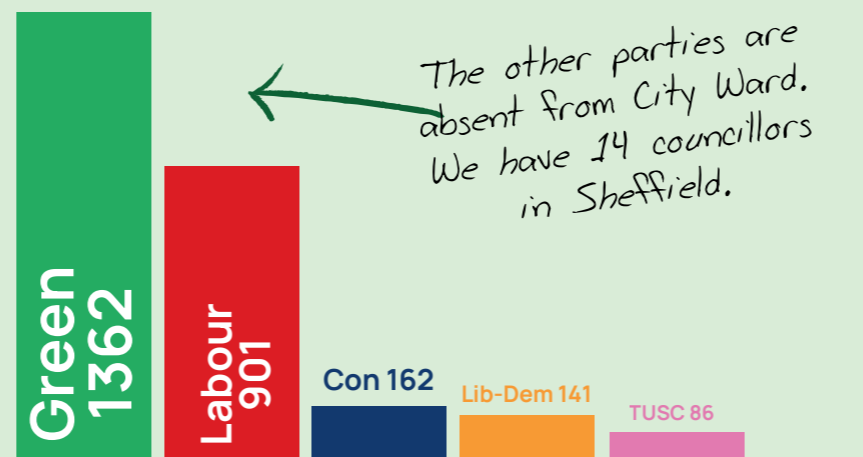 The other parties are
absent from City Ward.
We have 14 councillors
in Sheffield.
Green
1362
Labour
901
Con 162
Lib-Dem 141
TUSC 86